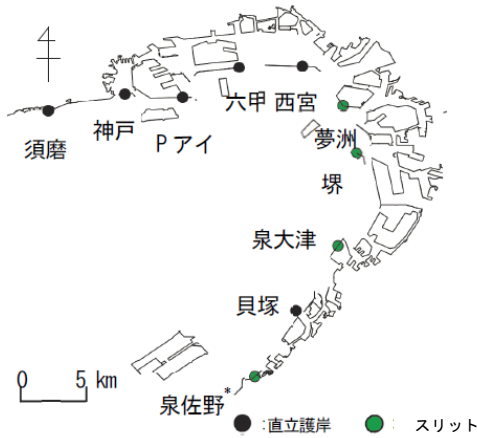 六甲 西宮
神戸
Pアイ
須磨
夢洲
堺
泉大津
貝塚
0 5 km
泉佐野*
:直立護岸 : スリット